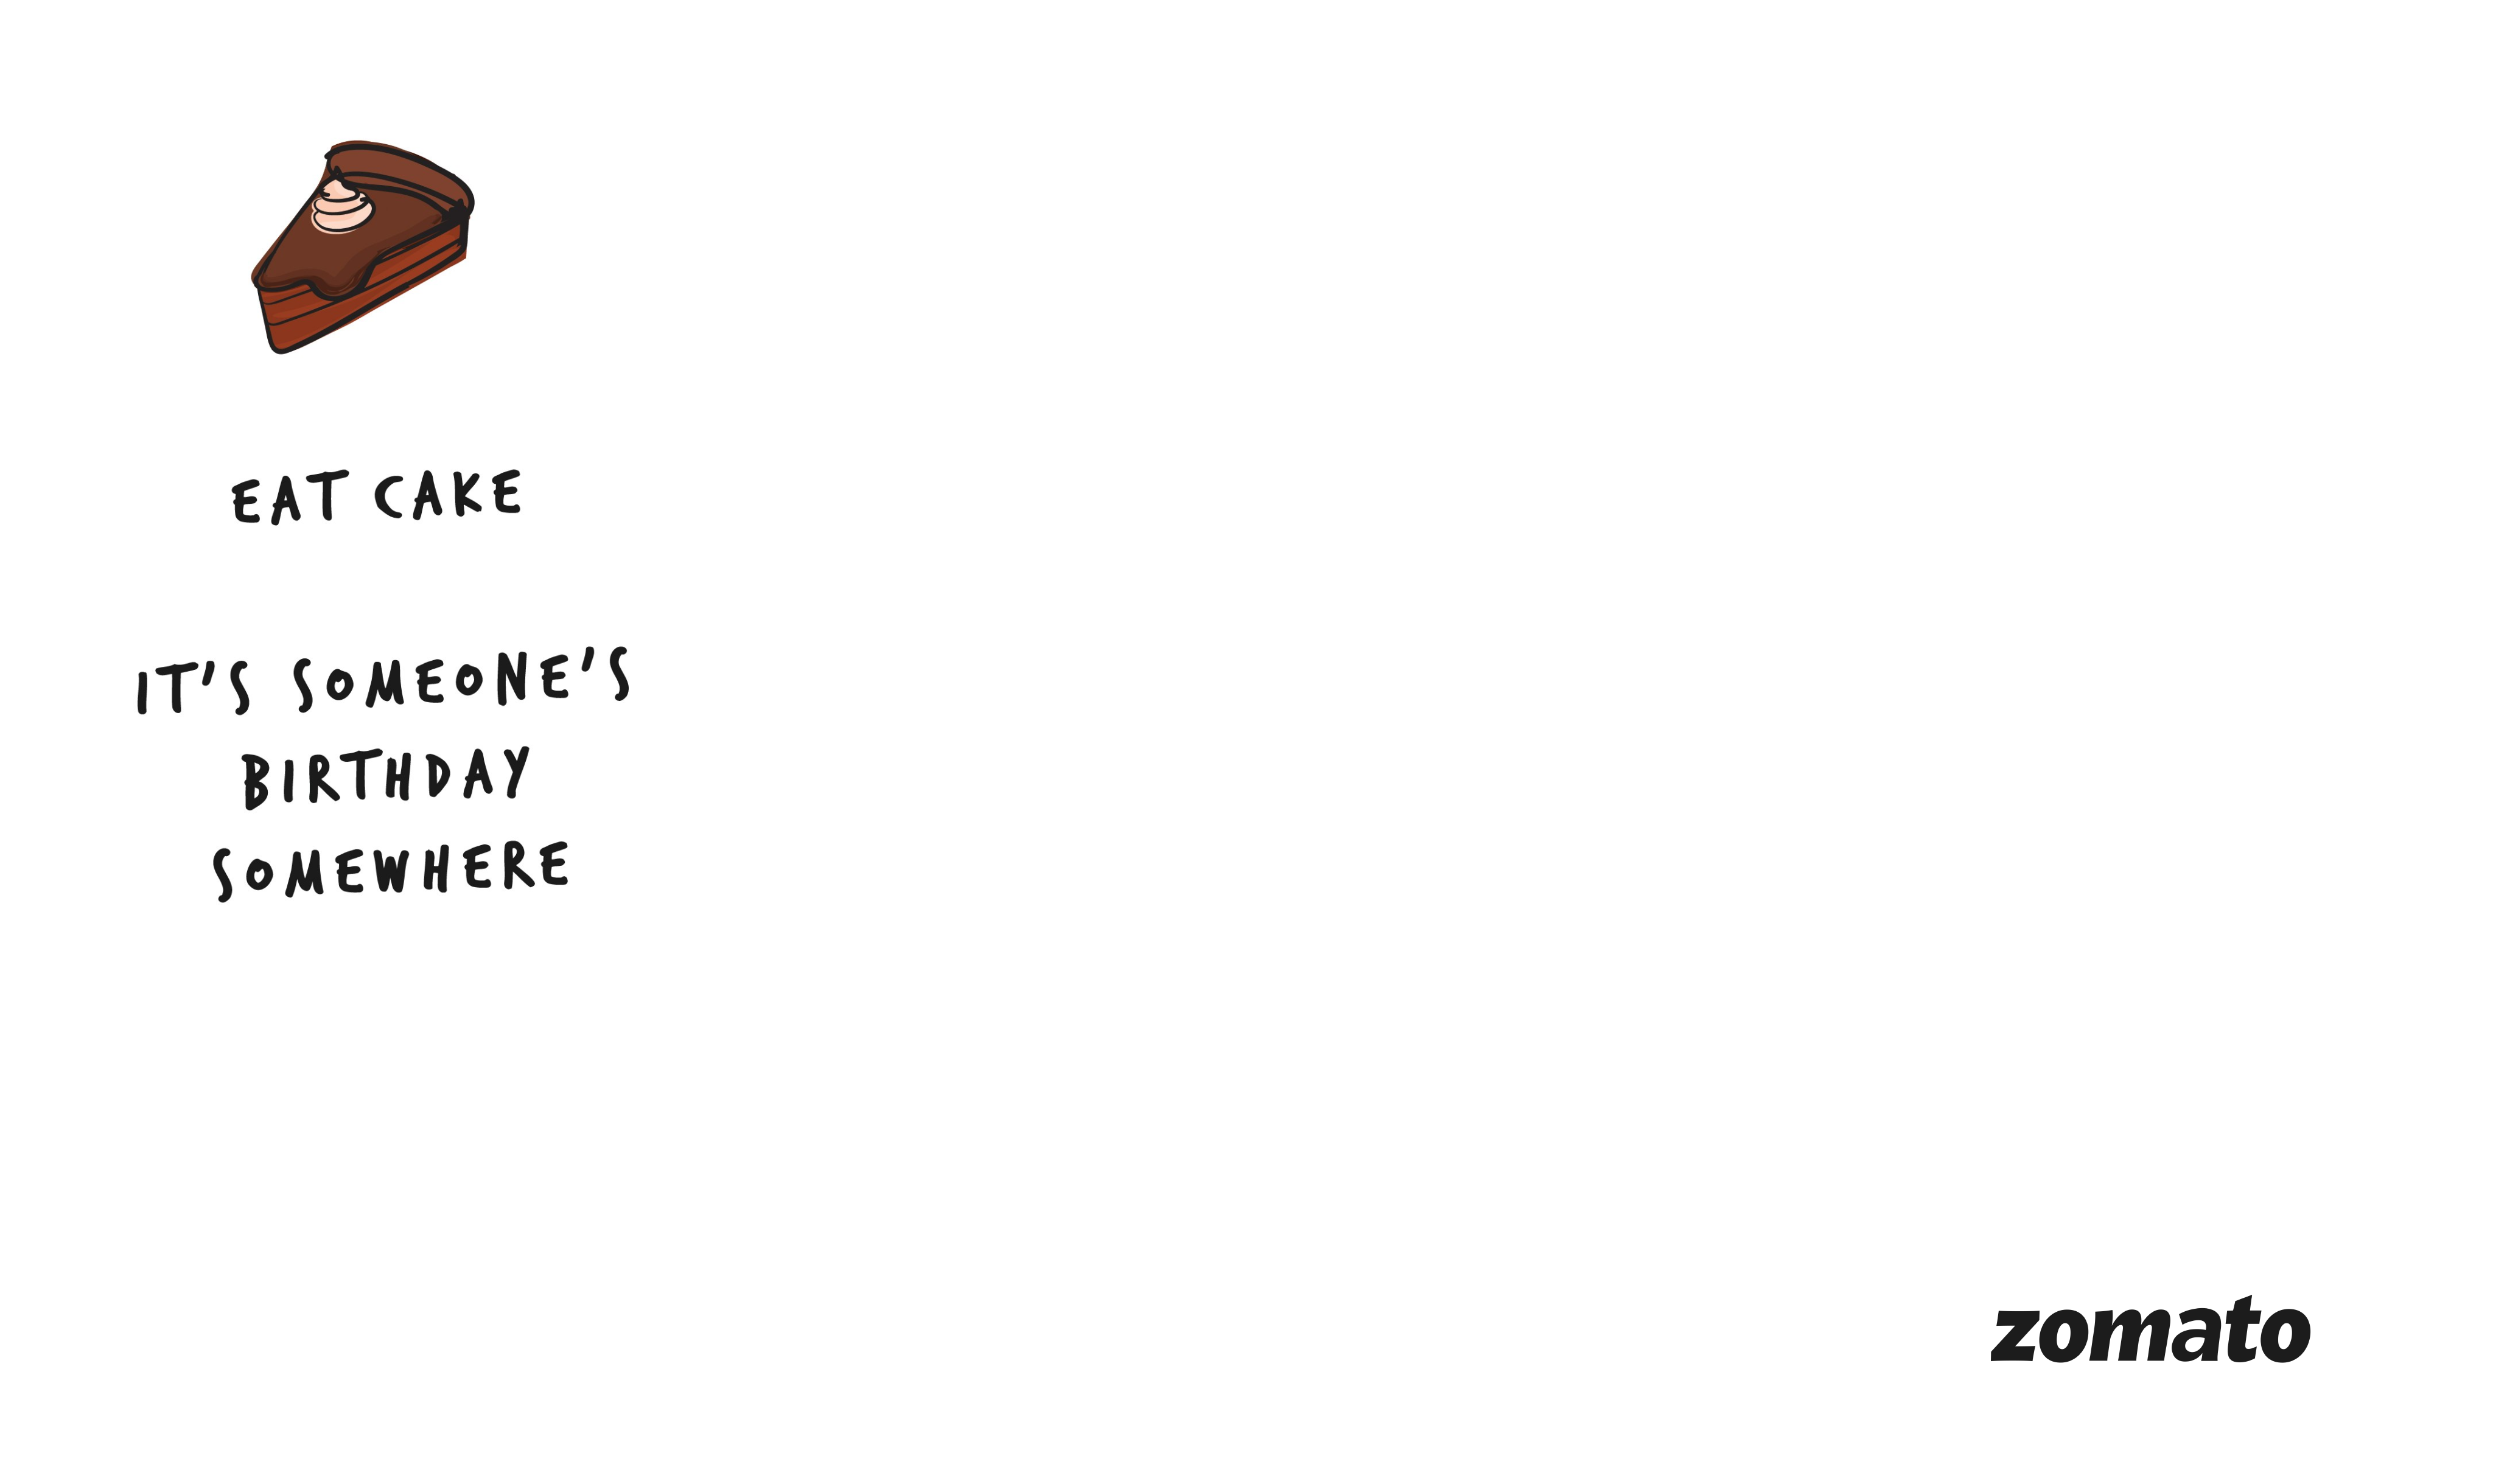 EAT CAKE
IT'S SOMEONE'S
BIRTHDAY
SOMEWHERE
zomato